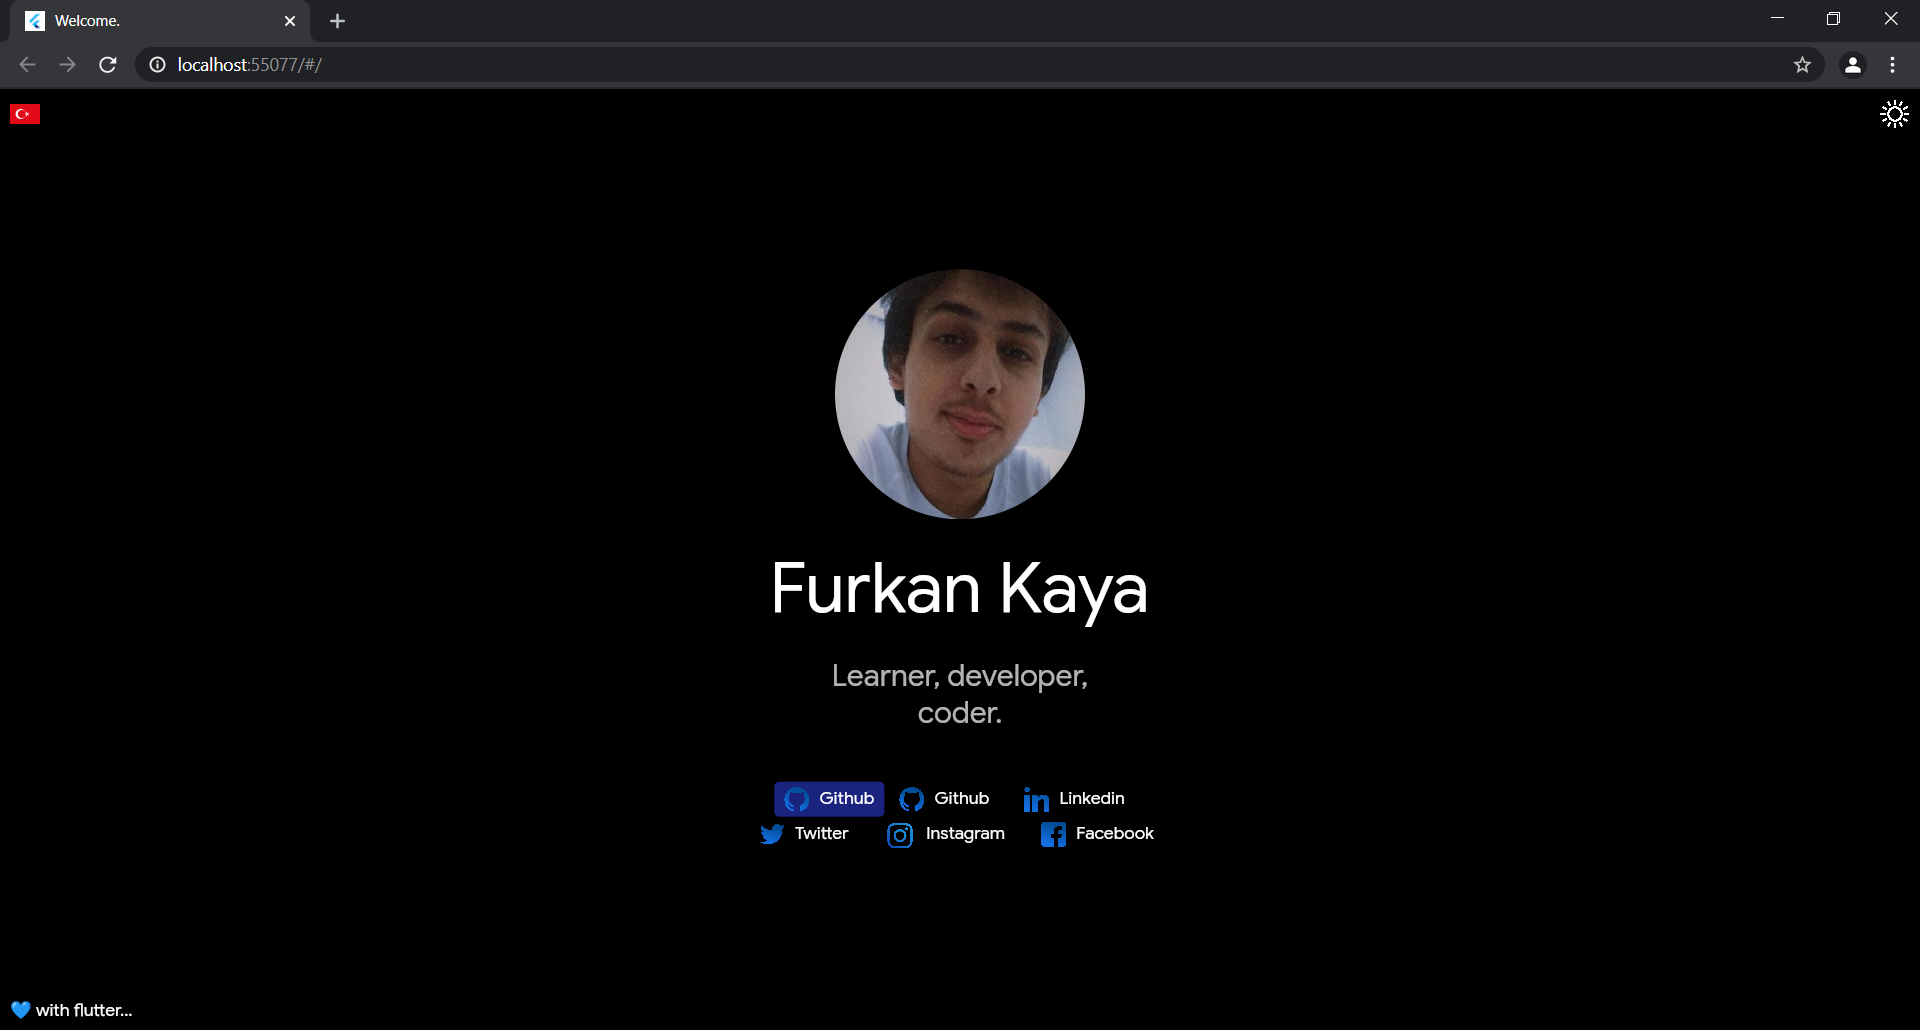 Welcome.
localhost:55077/#/
Furkan Kaya
Learner, developer,
coder.
Github Github Linkedin
Twitter Instagram Facebook
💙 with flutter...